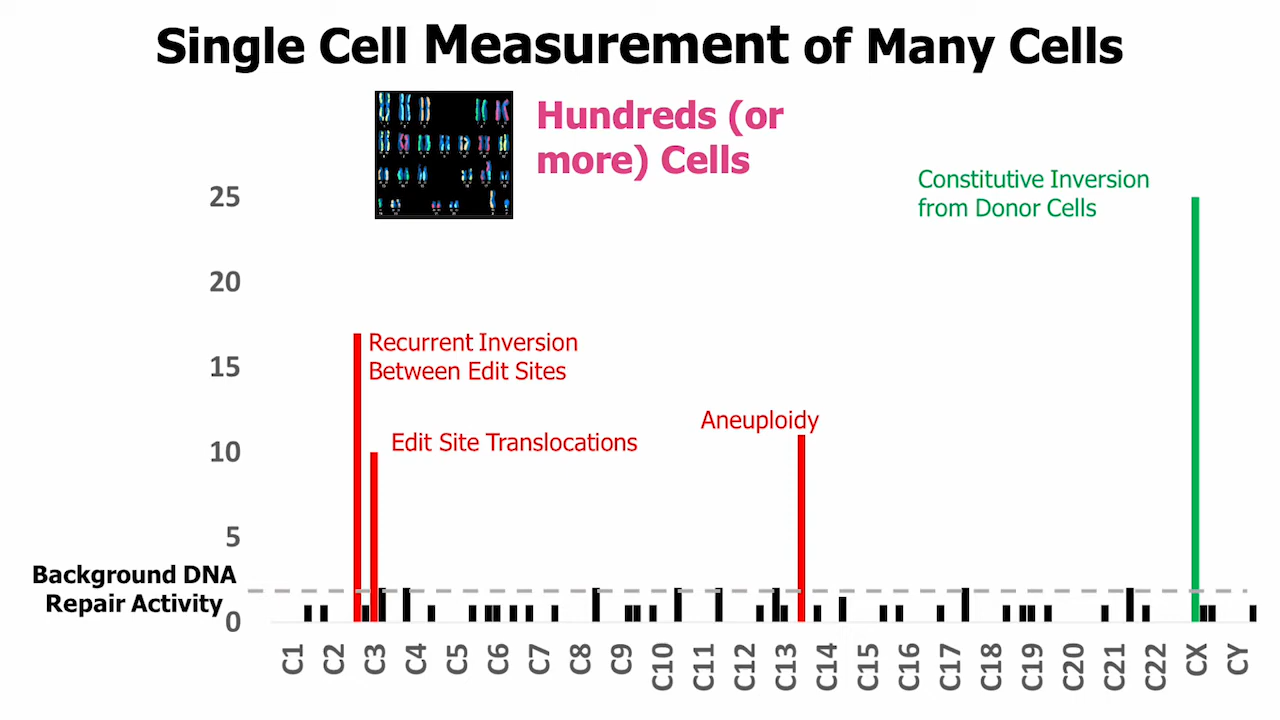 Single Cell Measurement of Many Cells
Hundreds (or
more) Cells
Constitutive Inversion
from Donor Cells
25
20
15
10
5
0
Recurrent Inversion
Between Edit Sites
Edit Site Translocations
Aneuploidy
Background DNA
Repair Activity
C1
C2
C3
C4
C5
C6
C7
C8
C9
C10
C11
C12
C13
C14
C15
C16
C17
C18
C19
C20
C21
C22
CX
CY